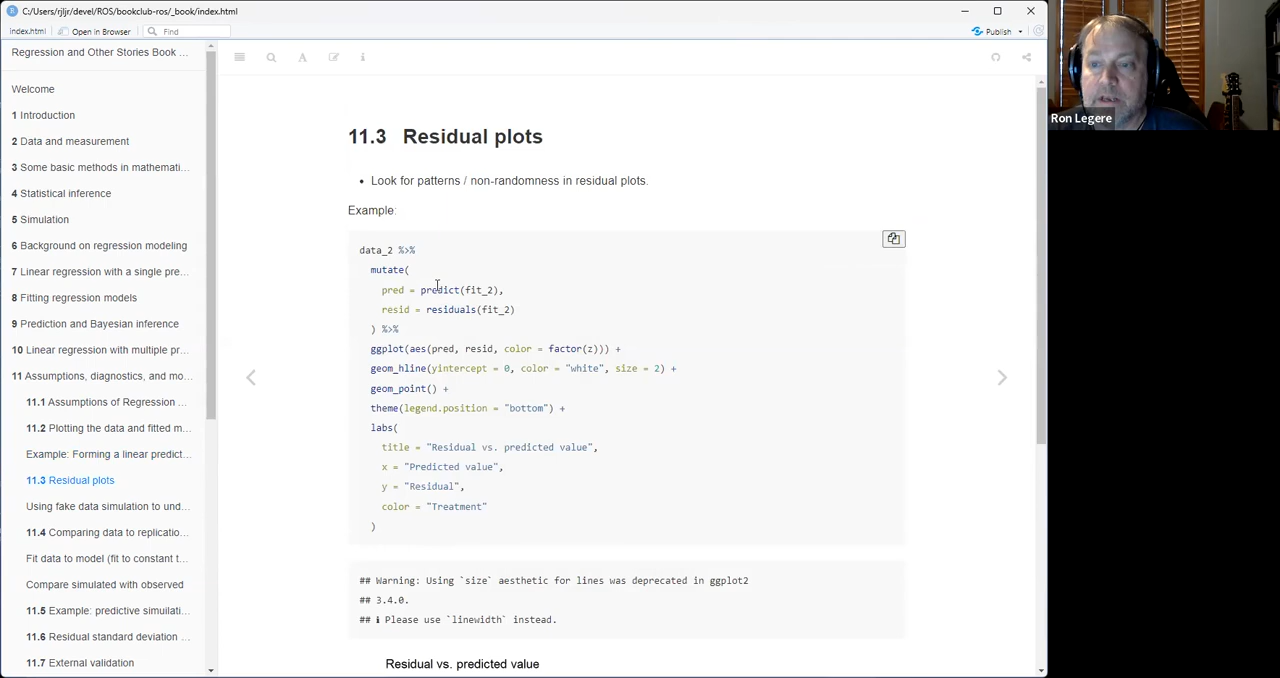 C:/Users/rjljr/devel/ROS/bookclub-ros/_book/index.html
index.html
Open in Browser
Find
Publish
Regression and Other Stories Book ...
Welcome
1 Introduction
2 Data and measurement
3 Some basic methods in mathemati...
4 Statistical inference
5 Simulation
6 Background on regression modeling
7 Linear regression with a single pre...
8 Fitting regression models
9 Prediction and Bayesian inference
10 Linear regression with multiple pr...
11 Assumptions, diagnostics, and mo...
11.1 Assumptions of Regression ...
11.2 Plotting the data and fitted m...
Example: Forming a linear predict...
11.3 Residual plots
Using fake data simulation to und...
11.4 Comparing data to replicatio...
Fit data to model (fit to constant t...
Compare simulated with observed
11.5 Example: predictive simuilati...
11.6 Residual standard deviation ...
11.7 External validation
11.3 Residual plots
• Look for patterns / non-randomness in residual plots.
Example:
data_2 %>%
mutate(
pred = predict(fit_2),
resid = residuals(fit_2)
) %>%
ggplot(aes(pred, resid, color = factor(z))) +
geom_hline(yintercept = 0, color = "white", size = 2) +
geom_point() +
theme(legend.position = "bottom") +
labs(
title = "Residual vs. predicted value",
x = "Predicted value",
y = "Residual",
color = "Treatment"
)
## Warning: Using `size` aesthetic for lines was deprecated in ggplot2
## 3.4.0.
## ℹ Please use `linewidth` instead.
Residual vs. predicted value
Ron Legere